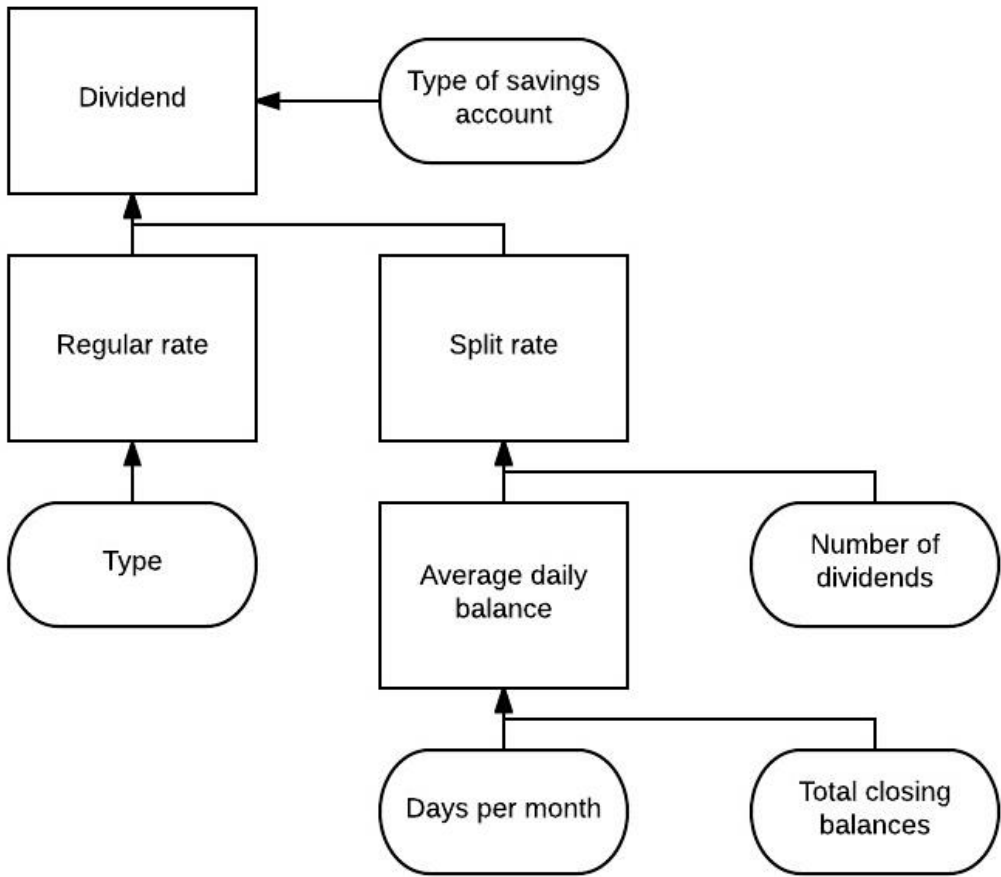 Dividend
Type of savings
account
Regular rate
Split rate
Type
Average daily
balance
Number of
dividends
Days per month
Total closing
balances